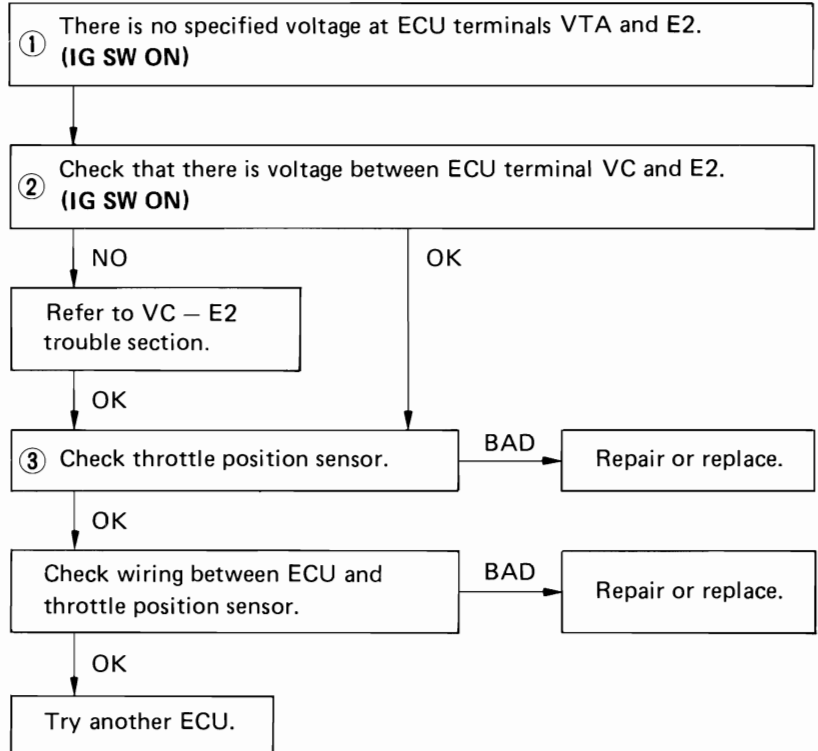 ① There is no specified voltage at ECU terminals VTA and E2.
(IG SW ON)
② Check that there is voltage between ECU terminal VC and E2.
(IG SW ON)
NO
OK
Refer to VC — E2
trouble section.
OK
③ Check throttle position sensor.
BAD
Repair or replace.
OK
Check wiring between ECU and
throttle position sensor.
BAD
Repair or replace.
OK
Try another ECU.